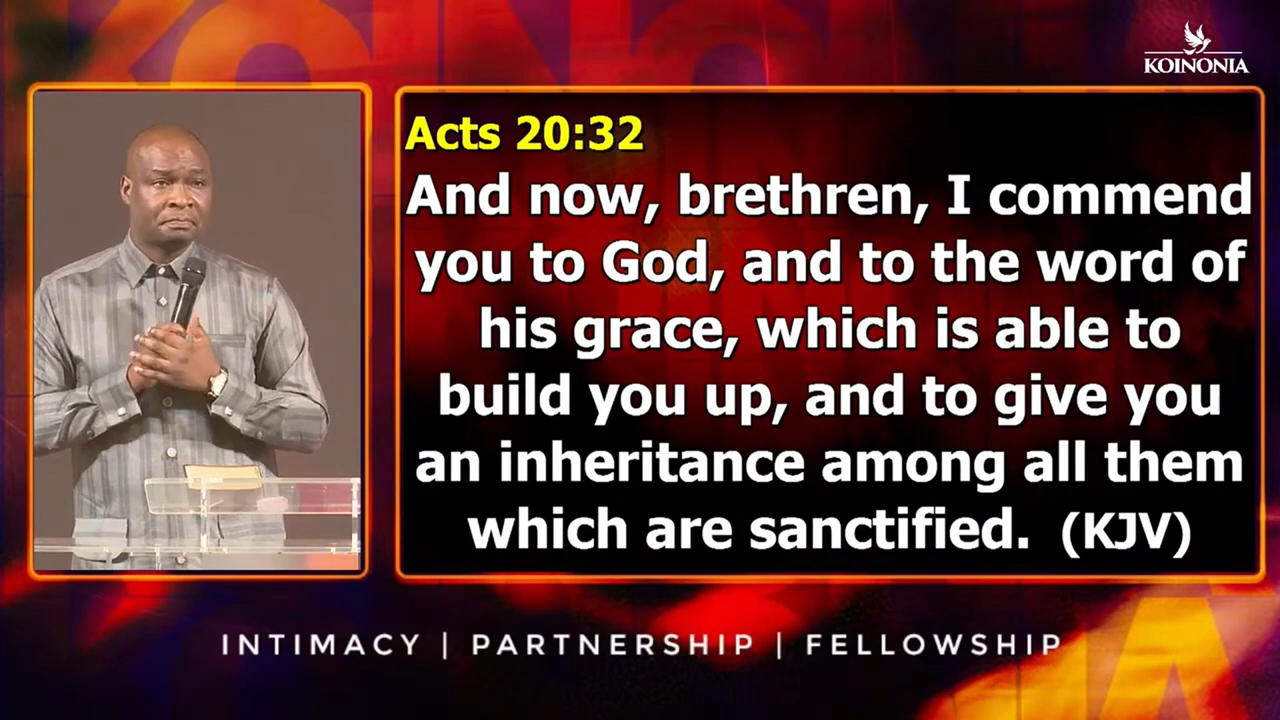 KOINONIA
Acts 20:32
And now, brethren, I commend
you to God, and to the word of
his grace, which is able to
build you up, and to give you
an inheritance among all them
which are sanctified. (KJV)
INTIMACY | PARTNERSHIP | FELLOWSHIP